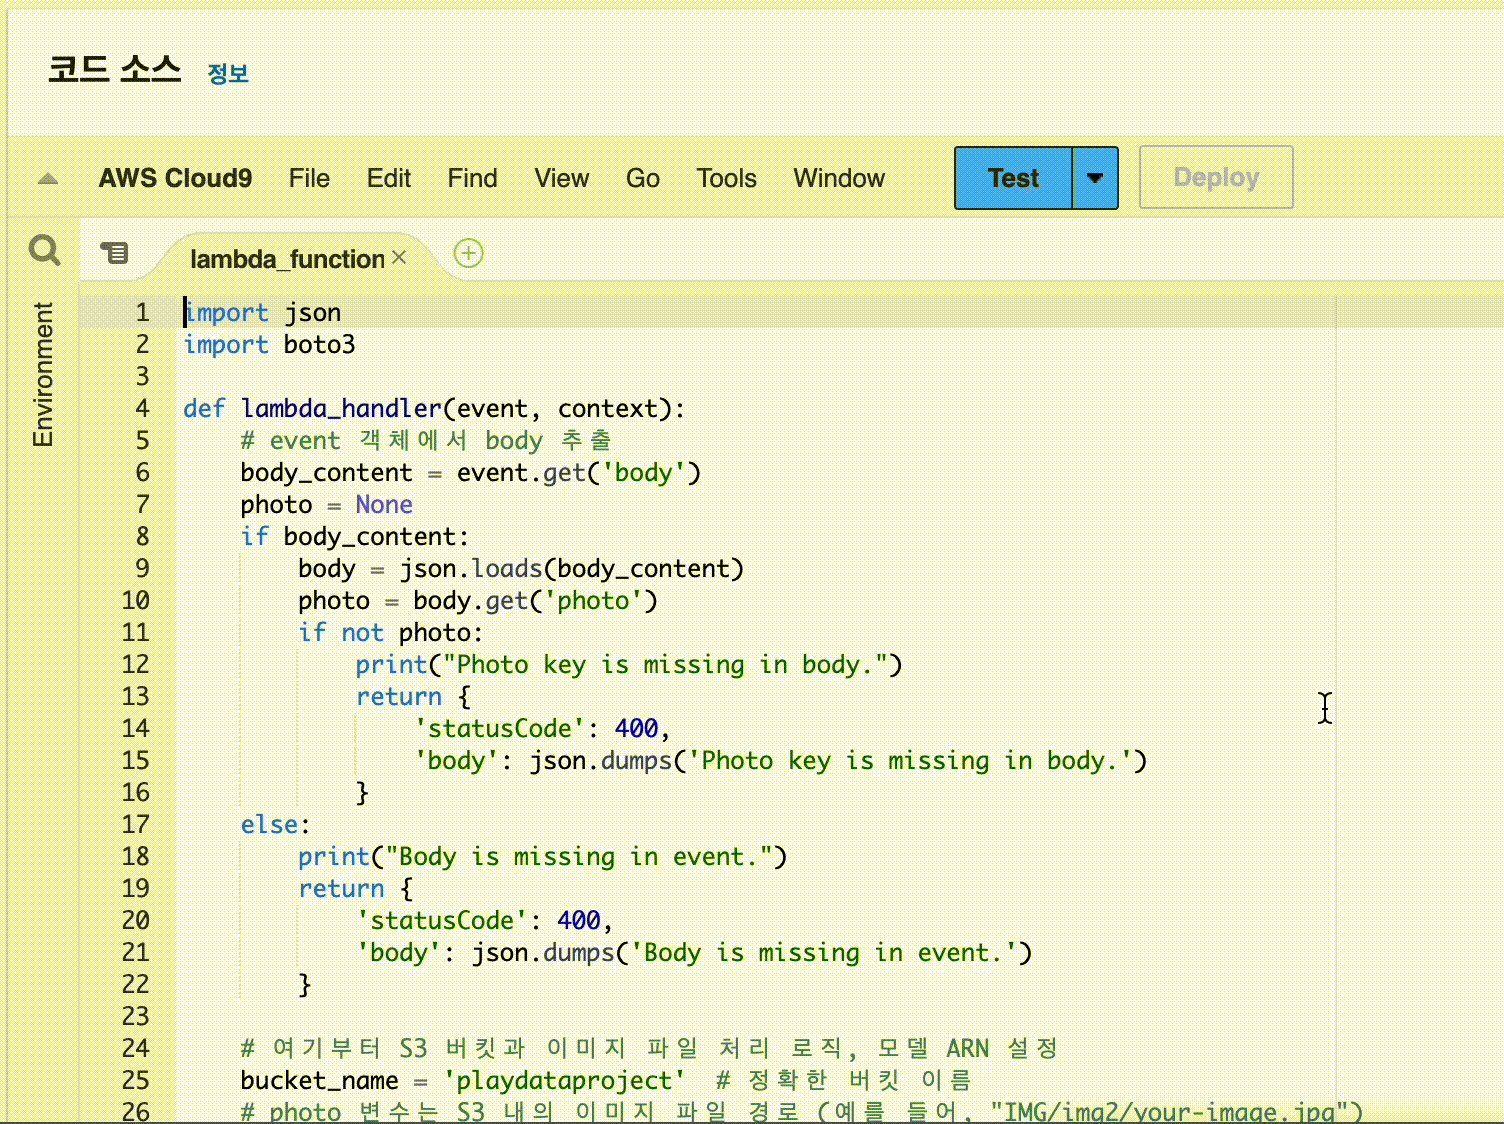 코드 소스 정보
AWS Cloud9 File Edit Find View Go Tools Window Test Deploy
lambda_function
Environment
1 import json
2 import boto3
3
4 def lambda_handler(event, context):
5     # event 객체에서 body 추출
6     body_content = event.get('body')
7     photo = None
8     if body_content:
9         body = json.loads(body_content)
10         photo = body.get('photo')
11         if not photo:
12             print("Photo key is missing in body.")
13             return {
14                 'statusCode': 400,
15                 'body': json.dumps('Photo key is missing in body.')
16             }
17     else:
18         print("Body is missing in event.")
19         return {
20             'statusCode': 400,
21             'body': json.dumps('Body is missing in event.')
22         }
23
24     # 여기부터 S3 버킷과 이미지 파일 처리 로직, 모델 ARN 설정
25     bucket_name = 'playdataproject'  # 정확한 버킷 이름
26     # photo 변수는 S3 내의 이미지 파일 경로 (예를 들어, "IMG/img2/your-image.jpg")